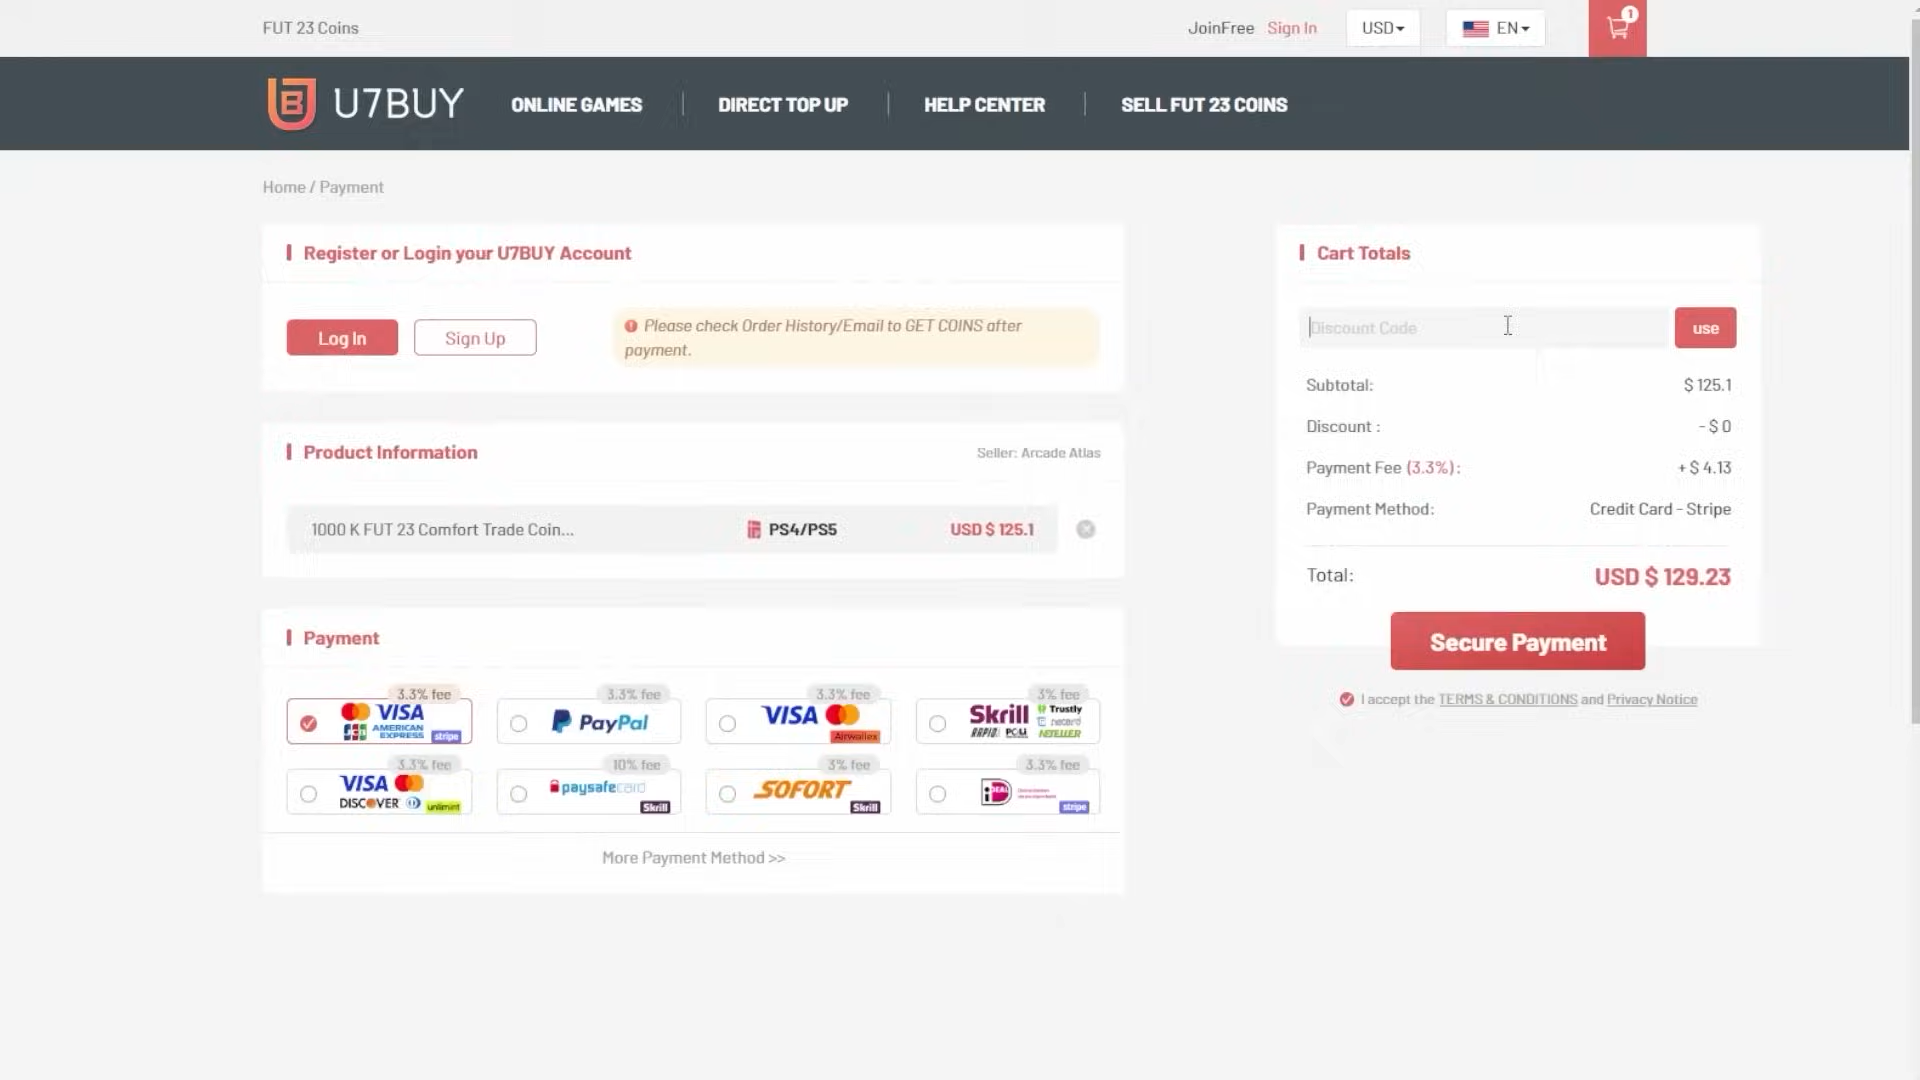 FUT 23 Coins
JoinFree Sign In
USD
EN
1
U7BUY
ONLINE GAMES
DIRECT TOP UP
HELP CENTER
SELL FUT 23 COINS
Home / Payment
Register or Login your U7BUY Account
Log In
Sign Up
Please check Order History/Email to GET COINS after
payment.
Product Information
Seller: Arcade Atlas
1000 K FUT 23 Comfort Trade Coin...
PS4/PS5
USD $ 125.1
Payment
3.3% fee
VISA
JCB AMERICAN EXPRESS stripe
3.3% fee
PayPal
3.3% fee
VISA
Airwallex
3% fee
Skrill Trustly
RAPID POLi NETELLER
3.3% fee
VISA
DISCOVER unlimint
10% fee
paysafecard
Skrill
3% fee
SOFORT
Skrill
3.3% fee
iDEAL
stripe
More Payment Method >>
Cart Totals
Discount Code
use
Subtotal: $ 125.1
Discount : - $ 0
Payment Fee (3.3%) : + $ 4.13
Payment Method: Credit Card - Stripe
Total: USD $ 129.23
Secure Payment
I accept the TERMS & CONDITIONS and Privacy Notice